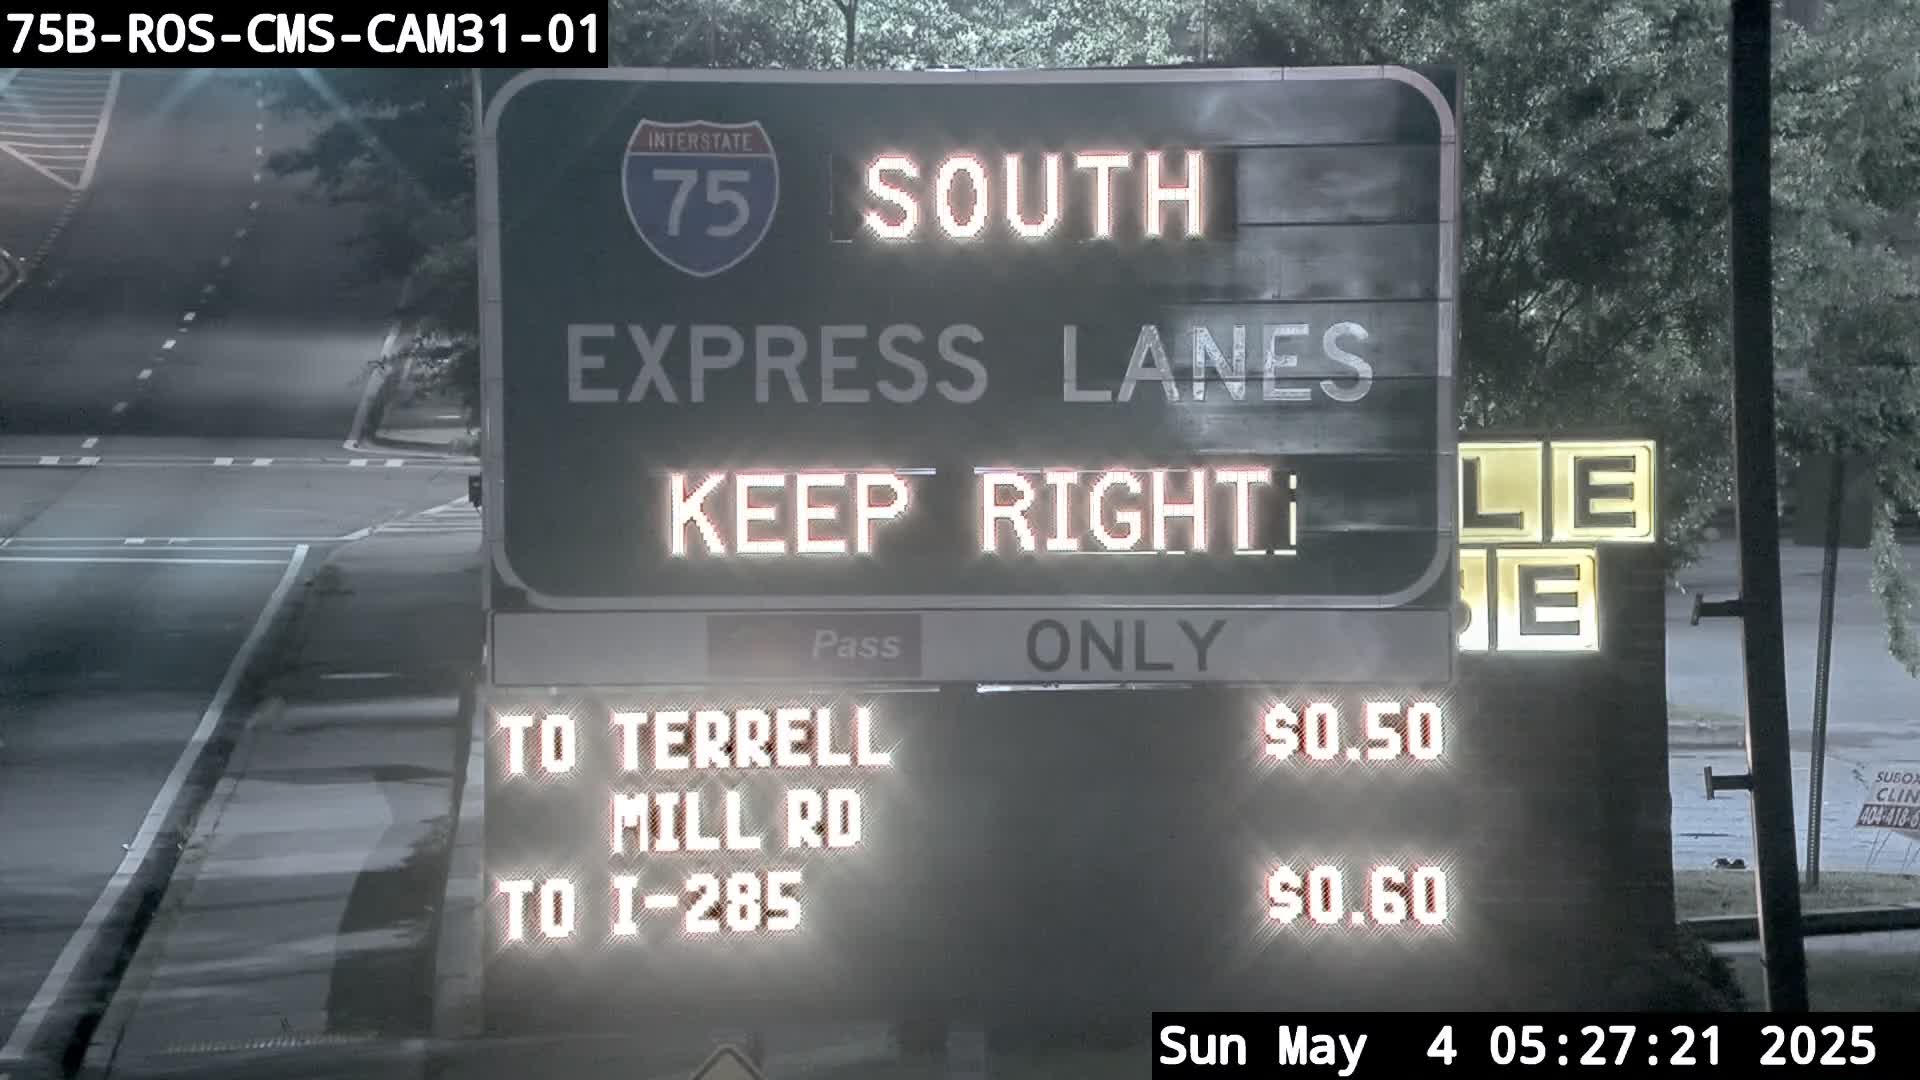 75B-ROS-CMS-CAM31-01
INTERSTATE
75
SOUTH
EXPRESS LANES
KEEP RIGHT
LE
E
Pass ONLY
TO TERRELL $0.50
MILL RD
TO I-285 $0.60
Sun May 4 05:27:21 2025